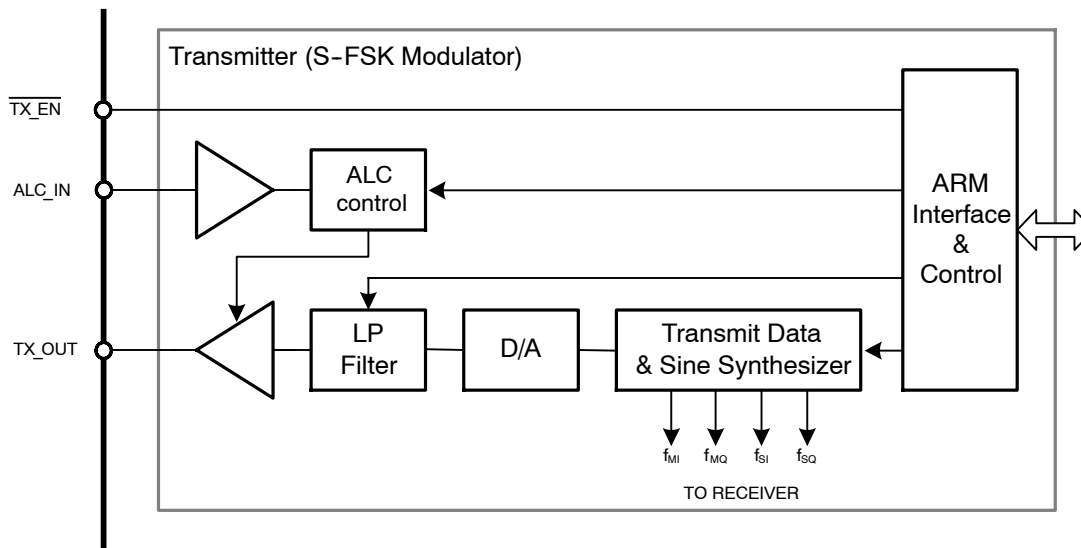 Transmitter (S-FSK Modulator)
TX_EN
ALC_IN
ALC
control
ARM
Interface
&
Control
TX_OUT
LP
Filter
D/A
Transmit Data
& Sine Synthesizer
fMI fMQ fSI fSQ
TO RECEIVER